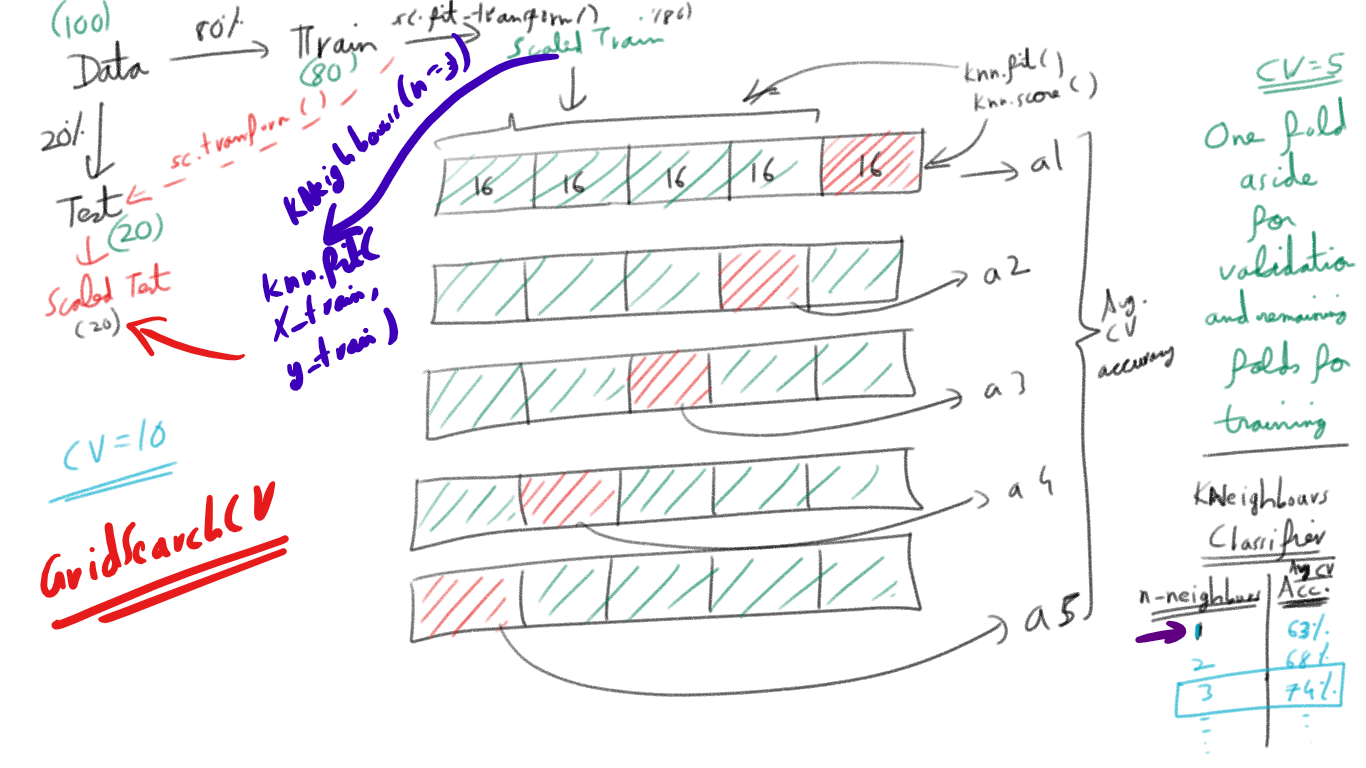 (100)
Data
80%
Train
(80)
sc.fit_transform()
(80)
Scaled Train
20%
sc.transform()
Test
(20)
Scaled Test
(20)
KNeighbours(n=3)
knn.fit(
X_train,
y_train)
knn.fit()
knn.score()
16
16
16
16
16
a1
a2
a3
a4
a5
Avg.
CV
accuracy
CV=10
GridSearchCV
CV=5
One fold
aside
for
validation
and remaining
folds for
training
KNeighbours
Classifier
n-neighbour
Avg CV
Acc.
1
63%
2
68%
3
74%